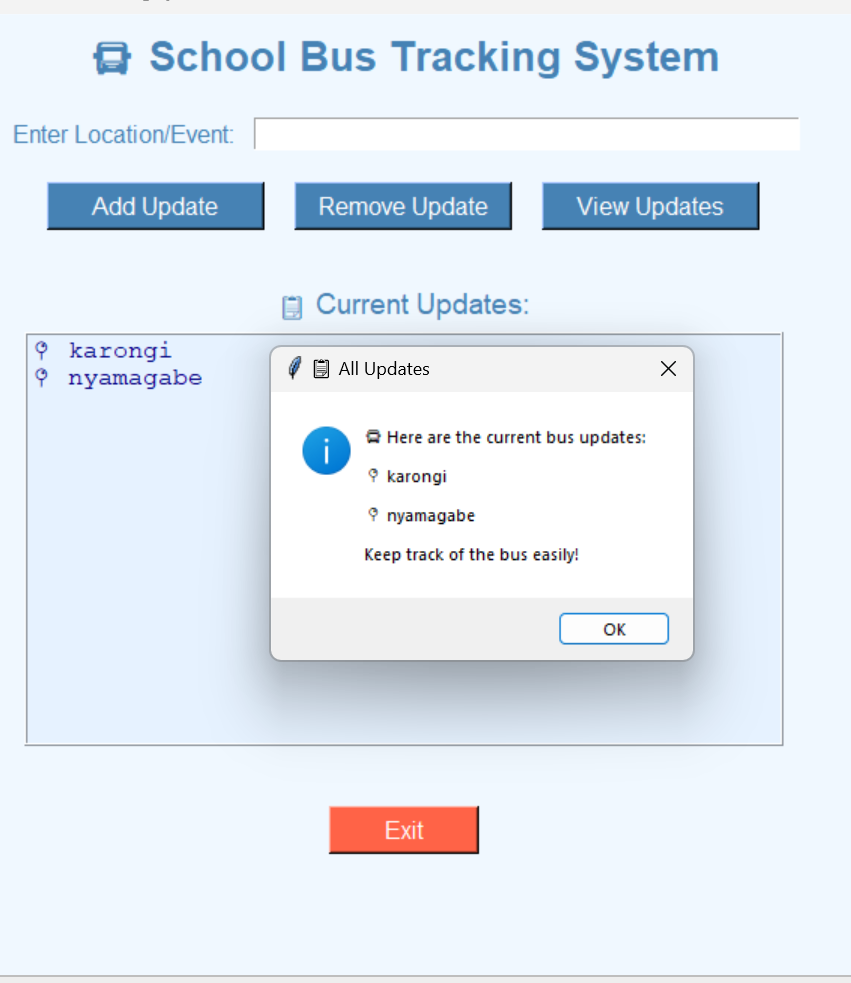 School Bus Tracking System
Enter Location/Event:
Add Update
Remove Update
View Updates
Current Updates:
karongi
nyamagabe
All Updates
Here are the current bus updates:
karongi
nyamagabe
Keep track of the bus easily!
OK
Exit